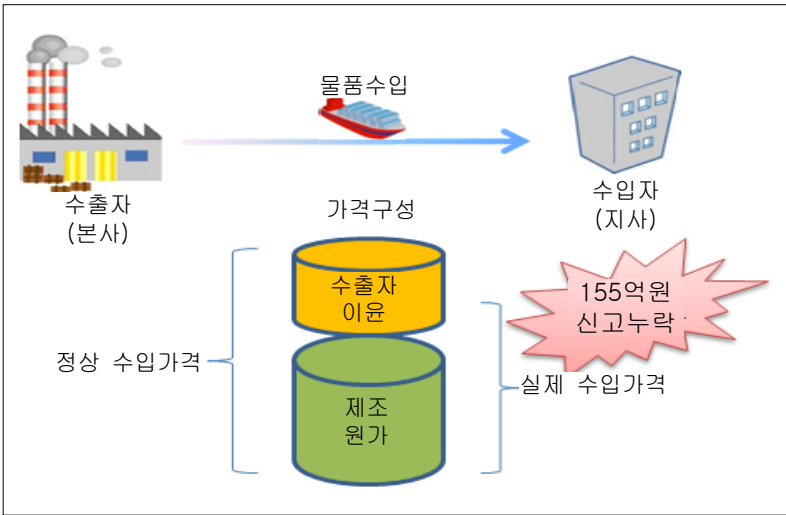 물품수입
수출자
(본사)
가격구성
수입자
(지사)
수출자
이윤
155억원
신고누락
정상 수입가격
실제 수입가격
제조
원가